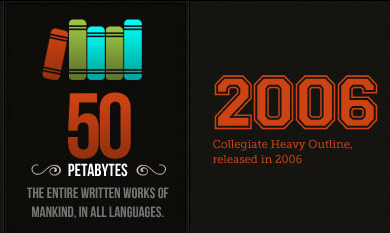 50
PETABYTES
THE ENTIRE WRITTEN WORKS OF
MANKIND, IN ALL LANGUAGES.
2006
Collegiate Heavy Outline,
released in 2006